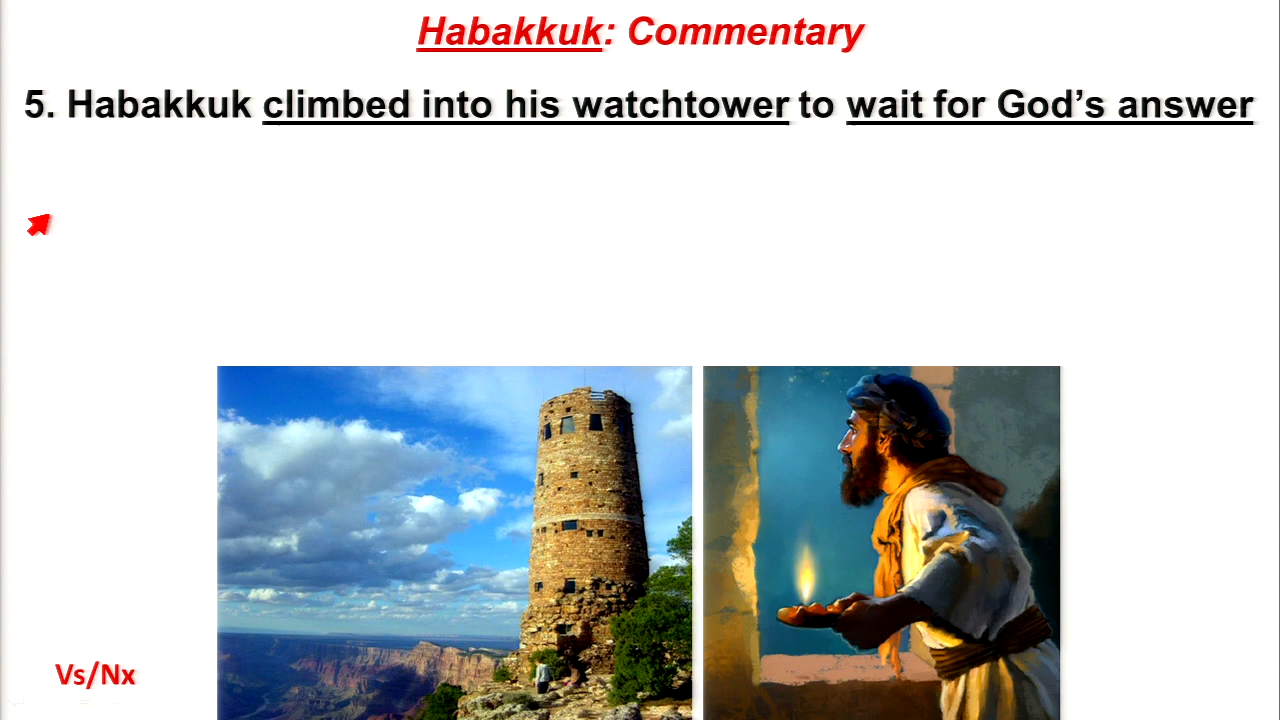 Habakkuk: Commentary
5. Habakkuk climbed into his watchtower to wait for God’s answer
Vs/Nx